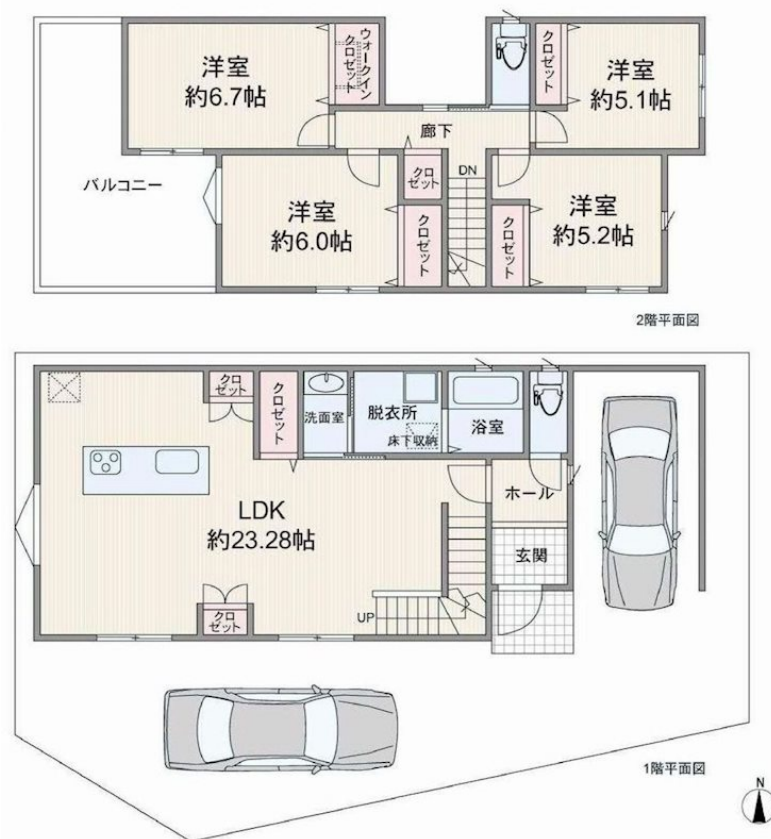 洋室
約6.7帖
ウォークイン
クロゼット
クロゼット
洋室
約5.1帖
廊下
バルコニー
洋室
約6.0帖
クロ
ゼット
クロゼット
DN
クロゼット
洋室
約5.2帖
2階平面図
クロ
ゼット
クロゼット
洗面室
脱衣所
床下収納
浴室
LDK
約23.28帖
ホール
玄関
クロ
ゼット
UP
1階平面図
N